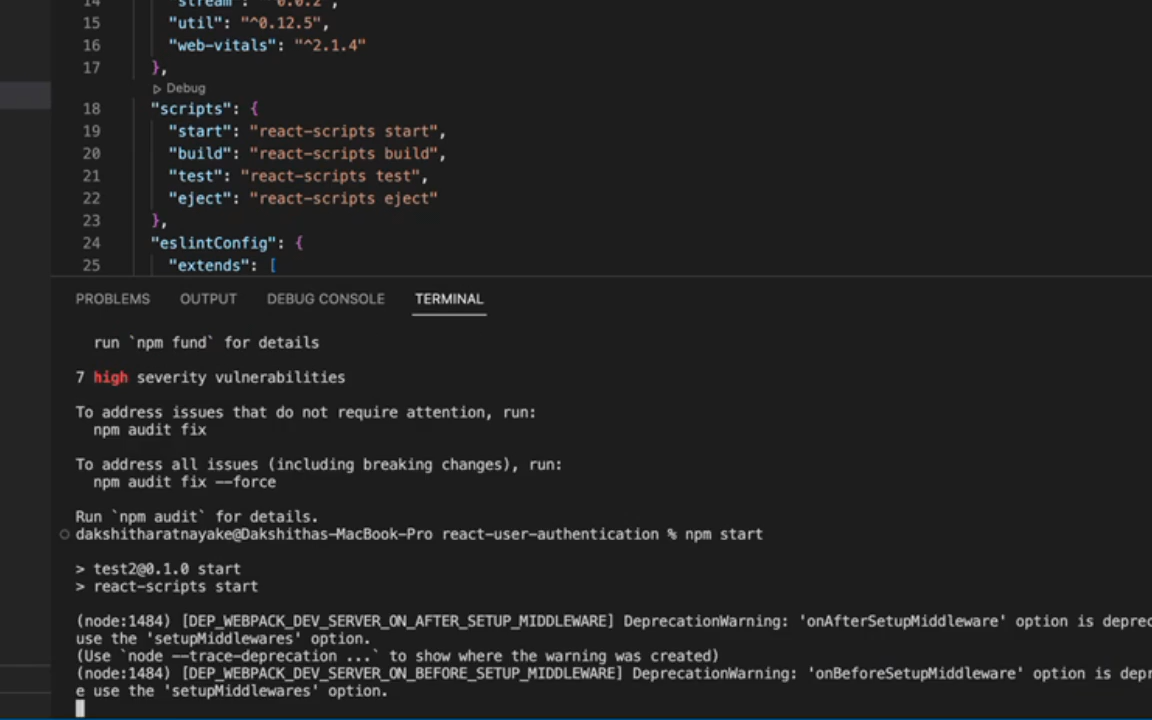 14 "stream": "^0.0.2",
15 "util": "^0.12.5",
16 "web-vitals": "^2.1.4"
17 },
Debug
18 "scripts": {
19 "start": "react-scripts start",
20 "build": "react-scripts build",
21 "test": "react-scripts test",
22 "eject": "react-scripts eject"
23 },
24 "eslintConfig": {
25 "extends": [
PROBLEMS OUTPUT DEBUG CONSOLE TERMINAL
run `npm fund` for details
7 high severity vulnerabilities
To address issues that do not require attention, run:
npm audit fix
To address all issues (including breaking changes), run:
npm audit fix --force
Run `npm audit` for details.
dakshitharatnayake@Dakshithas-MacBook-Pro react-user-authentication % npm start
> test2@0.1.0 start
> react-scripts start
(node:1484) [DEP_WEBPACK_DEV_SERVER_ON_AFTER_SETUP_MIDDLEWARE] DeprecationWarning: 'onAfterSetupMiddleware' option is deprec
use the 'setupMiddlewares' option.
(Use `node --trace-deprecation ...` to show where the warning was created)
(node:1484) [DEP_WEBPACK_DEV_SERVER_ON_BEFORE_SETUP_MIDDLEWARE] DeprecationWarning: 'onBeforeSetupMiddleware' option is depr
e use the 'setupMiddlewares' option.